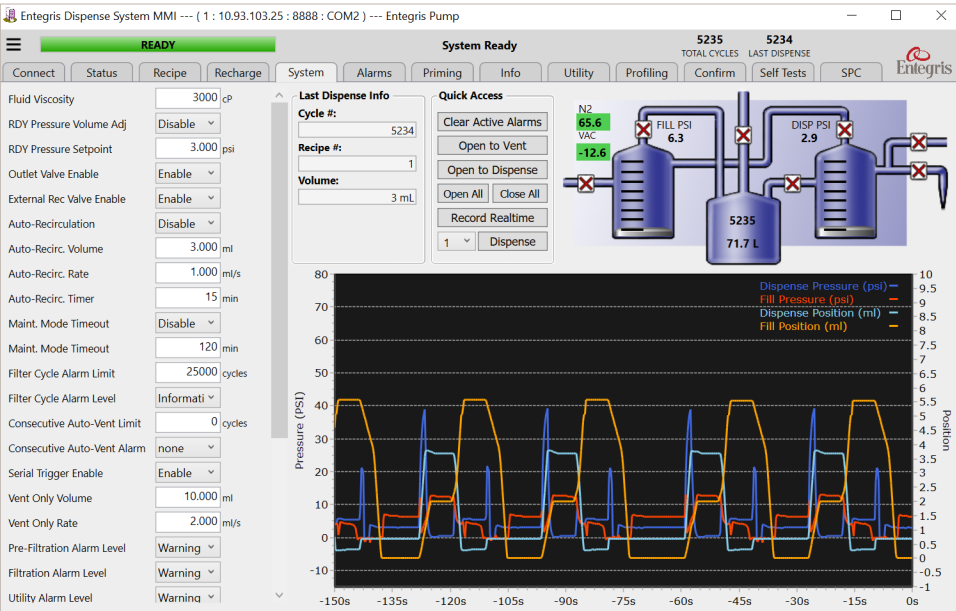 Entegris Dispense System MMI --- ( 1 : 10.93.103.25 : 8888 : COM2 ) --- Entegris Pump
READY
System Ready
5235
TOTAL CYCLES
5234
LAST DISPENSE
Entegris
Connect
Status
Recipe
Recharge
System
Alarms
Priming
Info
Utility
Profiling
Confirm
Self Tests
SPC
Fluid Viscosity 3000 cP
RDY Pressure Volume Adj Disable
RDY Pressure Setpoint 3.000 psi
Outlet Valve Enable Enable
External Rec Valve Enable Enable
Auto-Recirculation Disable
Auto-Recirc. Volume 3.000 ml
Auto-Recirc. Rate 1.000 ml/s
Auto-Recirc. Timer 15 min
Maint. Mode Timeout Disable
Maint. Mode Timeout 120 min
Filter Cycle Alarm Limit 25000 cycles
Filter Cycle Alarm Level Informati
Consecutive Auto-Vent Limit 0 cycles
Consecutive Auto-Vent Alarm none
Serial Trigger Enable Enable
Vent Only Volume 10.000 ml
Vent Only Rate 2.000 ml/s
Pre-Filtration Alarm Level Warning
Filtration Alarm Level Warning
Utility Alarm Level Warning
Last Dispense Info
Cycle #:
5234
Recipe #:
1
Volume:
3 mL
Quick Access
Clear Active Alarms
Open to Vent
Open to Dispense
Open All
Close All
Record Realtime
1
Dispense
N2
65.6
VAC
-12.6
FILL PSI
6.3
DISP PSI
2.9
5235
71.7 L
Dispense Pressure (psi)
Fill Pressure (psi)
Dispense Position (ml)
Fill Position (ml)
Pressure (PSI)
80
70
60
50
40
30
20
10
0
-10
10
9.5
9
8.5
8
7.5
7
6.5
6
5.5
5
4.5
4
3.5
3
2.5
2
1.5
1
0.5
0
-0.5
-1
Position
-150s
-135s
-120s
-105s
-90s
-75s
-60s
-45s
-30s
-15s
0s